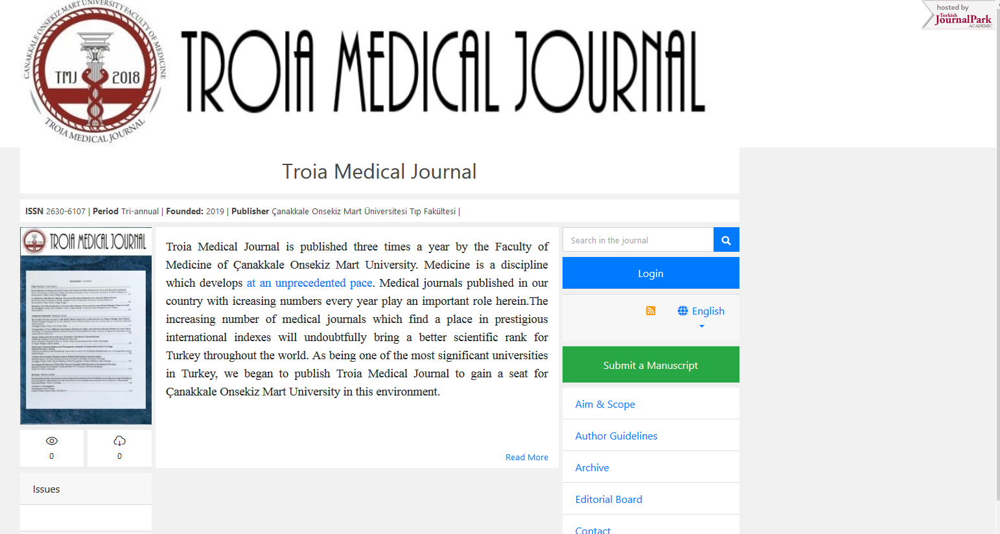 ÇANAKKALE ONSEKİZ MART UNIVERSITY FACULTY OF MEDICINE
TMJ 2018
TROIA MEDICAL JOURNAL
TROIA MEDICAL JOURNAL
hosted by
Turkish
JournalPark
ACADEMIC
Troia Medical Journal
ISSN 2630-6107 | Period Tri-annual | Founded: 2019 | Publisher Çanakkale Onsekiz Mart Üniversitesi Tıp Fakültesi |
TROIA MEDICAL JOURNAL
0
0
Issues
Troia Medical Journal is published three times a year by the Faculty of
Medicine of Çanakkale Onsekiz Mart University. Medicine is a discipline
which develops at an unprecedented pace. Medical journals published in our
country with icreasing numbers every year play an important role herein.The
increasing number of medical journals which find a place in prestigious
international indexes will undoubtfully bring a better scientific rank for
Turkey throughout the world. As being one of the most significant universities
in Turkey, we began to publish Troia Medical Journal to gain a seat for
Çanakkale Onsekiz Mart University in this environment.
Read More
Search in the journal
Login
English
Submit a Manuscript
Aim & Scope
Author Guidelines
Archive
Editorial Board
Contact